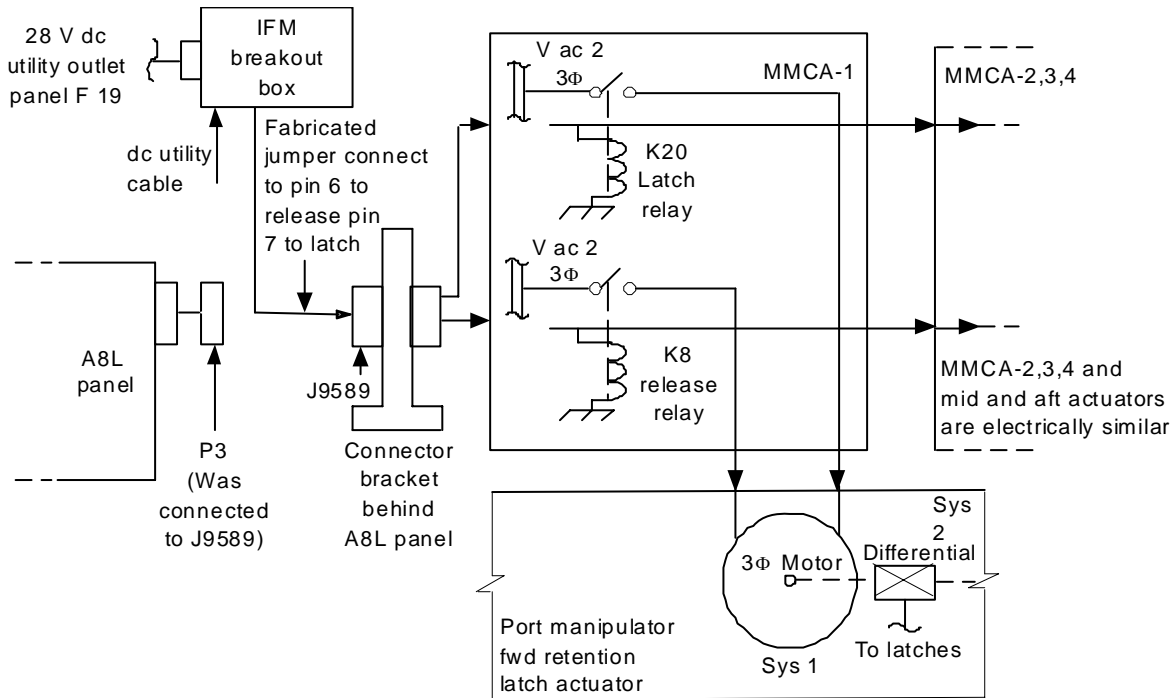 28 V dc
utility outlet
panel F 19
IFM
breakout
box
dc utility
cable
Fabricated
jumper connect
to pin 6 to
release pin
7 to latch
V ac 2
3Φ
MMCA-1
K20
Latch
relay
V ac 2
3Φ
K8
release
relay
MMCA-2,3,4
MMCA-2,3,4 and
mid and aft actuators
are electrically similar
A8L
panel
P3
(Was
connected
to J9589)
J9589
Connector
bracket
behind
A8L panel
Sys
2
Differential
3Φ Motor
To latches
Sys 1
Port manipulator
fwd retention
latch actuator